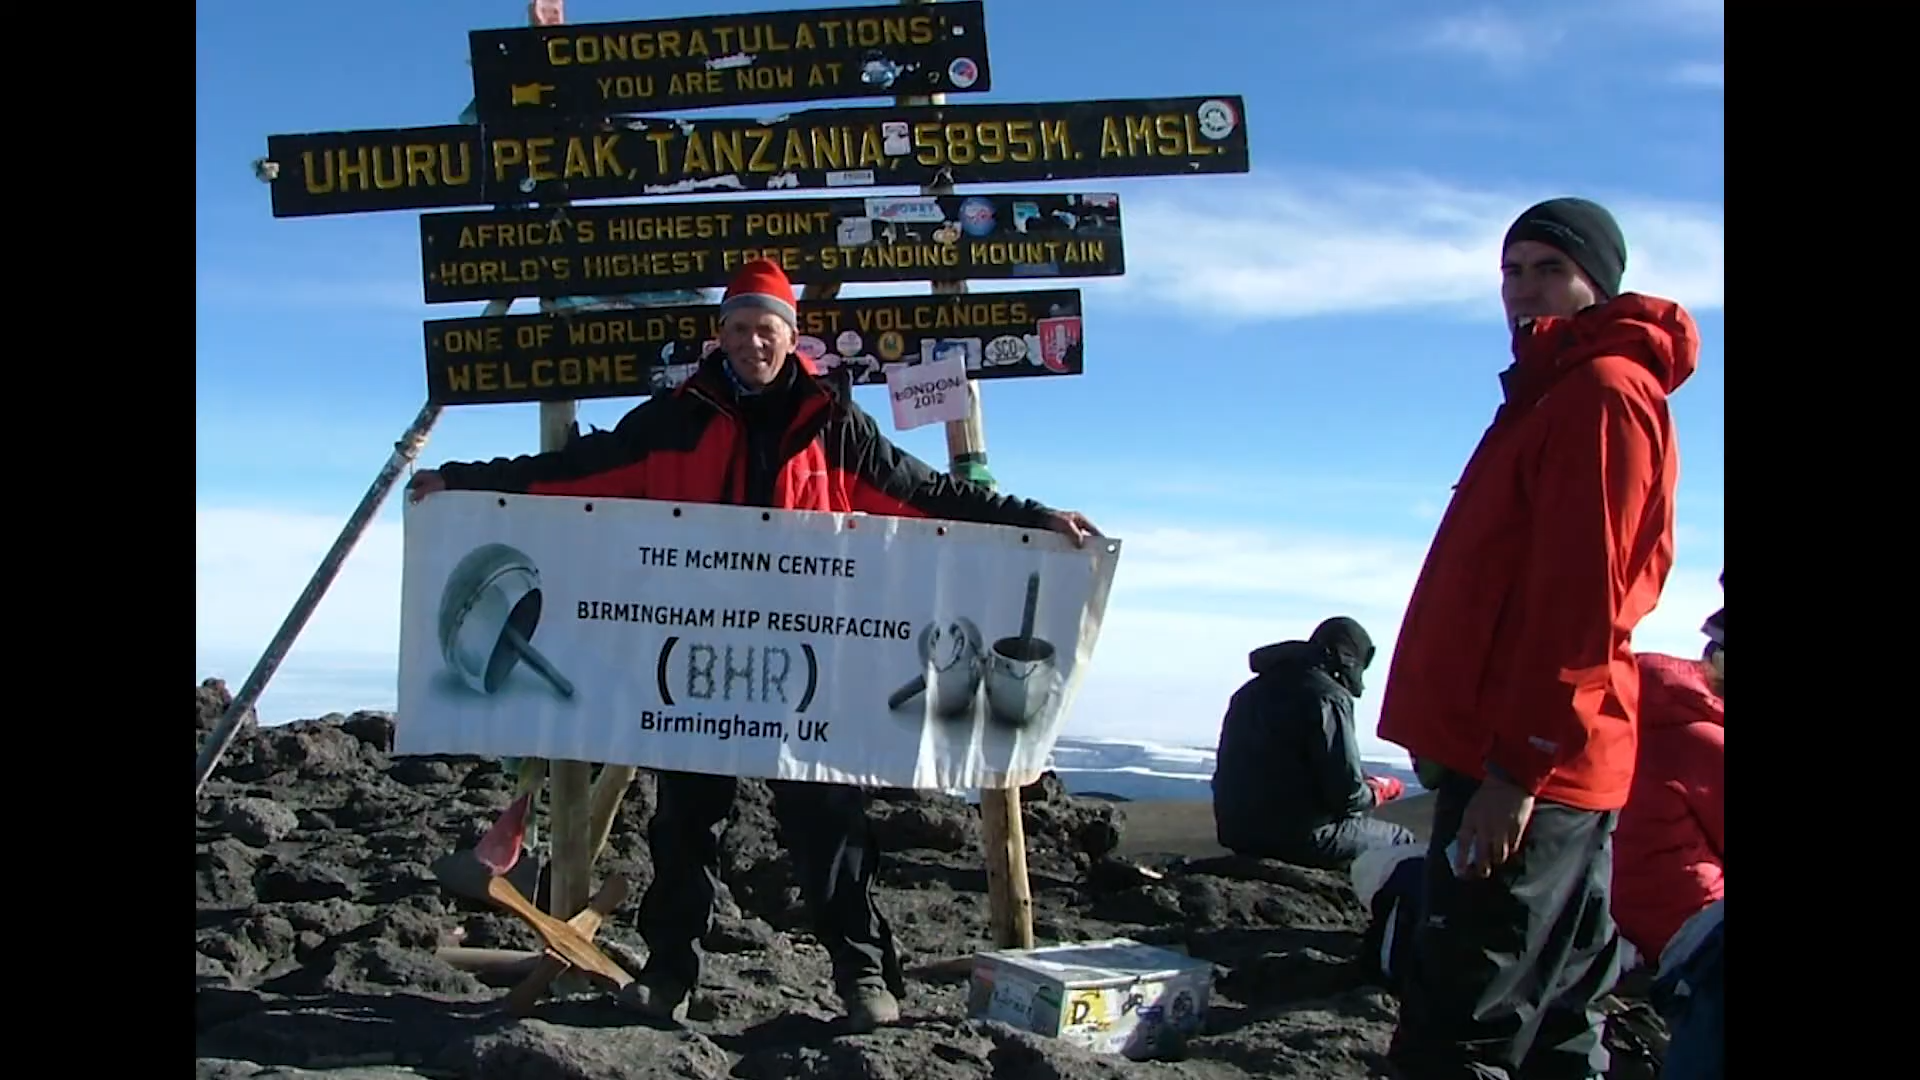 CONGRATULATIONS!
YOU ARE NOW AT
UHURU PEAK, TANZANIA, 5895M. AMSL.
AFRICA'S HIGHEST POINT
WORLD'S HIGHEST FREE-STANDING MOUNTAIN
ONE OF WORLD'S VOLCANOES.
WELCOME
SCO
LONDON
2012
THE McMINN CENTRE
BIRMINGHAM HIP RESURFACING
(BHR)
Birmingham, UK